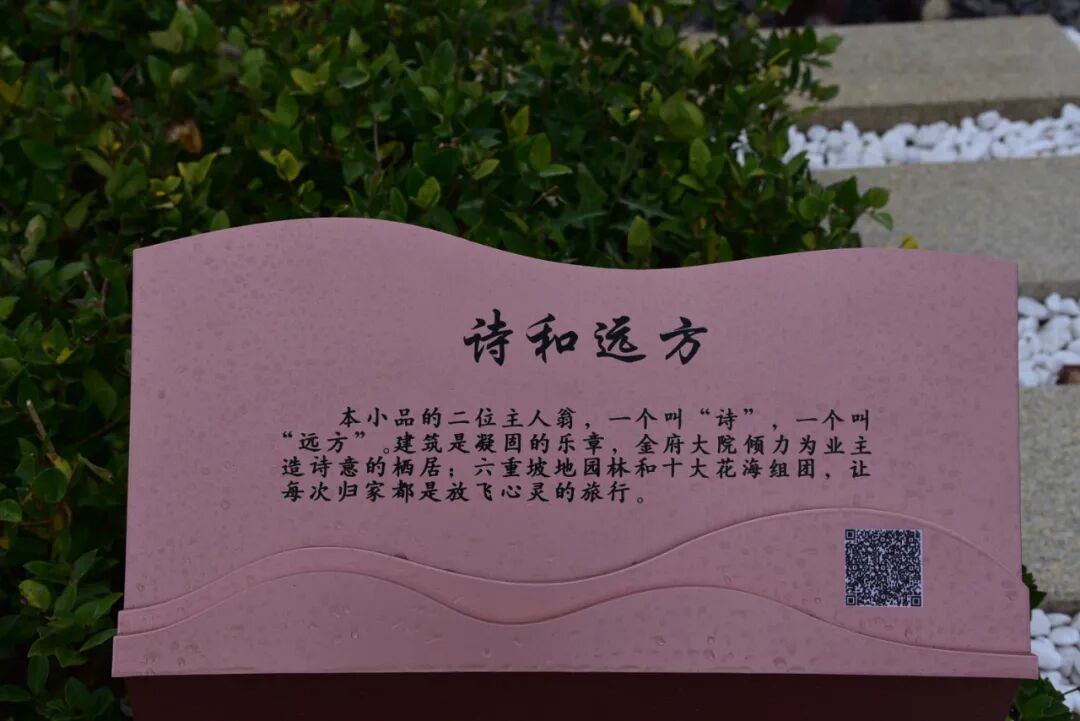 诗和远方
本小品的二位主人翁，一个叫“诗”，一个叫
“远方”。建筑是凝固的乐章，金府大院倾力为业主
造诗意的栖居；六重坡地园林和十大花海组团，让
每次归家都是放飞心灵的旅行。